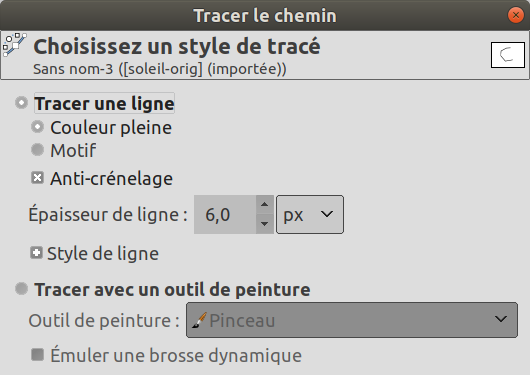 Tracer le chemin
Choisissez un style de tracé
Sans nom-3 ([soleil-orig] (importée))
Tracer une ligne
Couleur pleine
Motif
Anti-crénelage
Épaisseur de ligne : 6,0 px
Style de ligne
Tracer avec un outil de peinture
Outil de peinture : Pinceau
Émuler une brosse dynamique